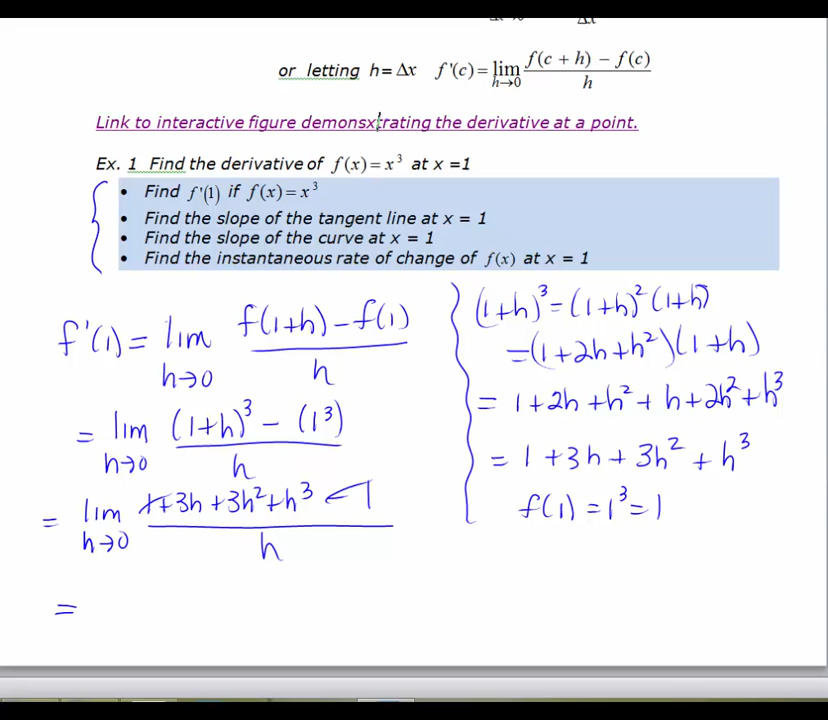 or letting h=Δx f'(c)=lim h→0 f(c + h) − f(c) / h
Link to interactive figure demonsxtrating the derivative at a point.
Ex. 1 Find the derivative of f(x)=x³ at x =1
• Find f'(1) if f(x)=x³
• Find the slope of the tangent line at x = 1
• Find the slope of the curve at x = 1
• Find the instantaneous rate of change of f(x) at x = 1
f'(1) = lim h→0 f(1+h) − f(1) / h
= lim h→0 (1+h)³ − (1³) / h
= lim h→0 1+3h+3h²+h³ − 1 / h
=
(1+h)³ = (1+h)² (1+h)
= (1+2h+h²)(1+h)
= 1+2h+h²+h+2h²+h³
= 1+3h+3h²+h³
f(1) = 1³ = 1